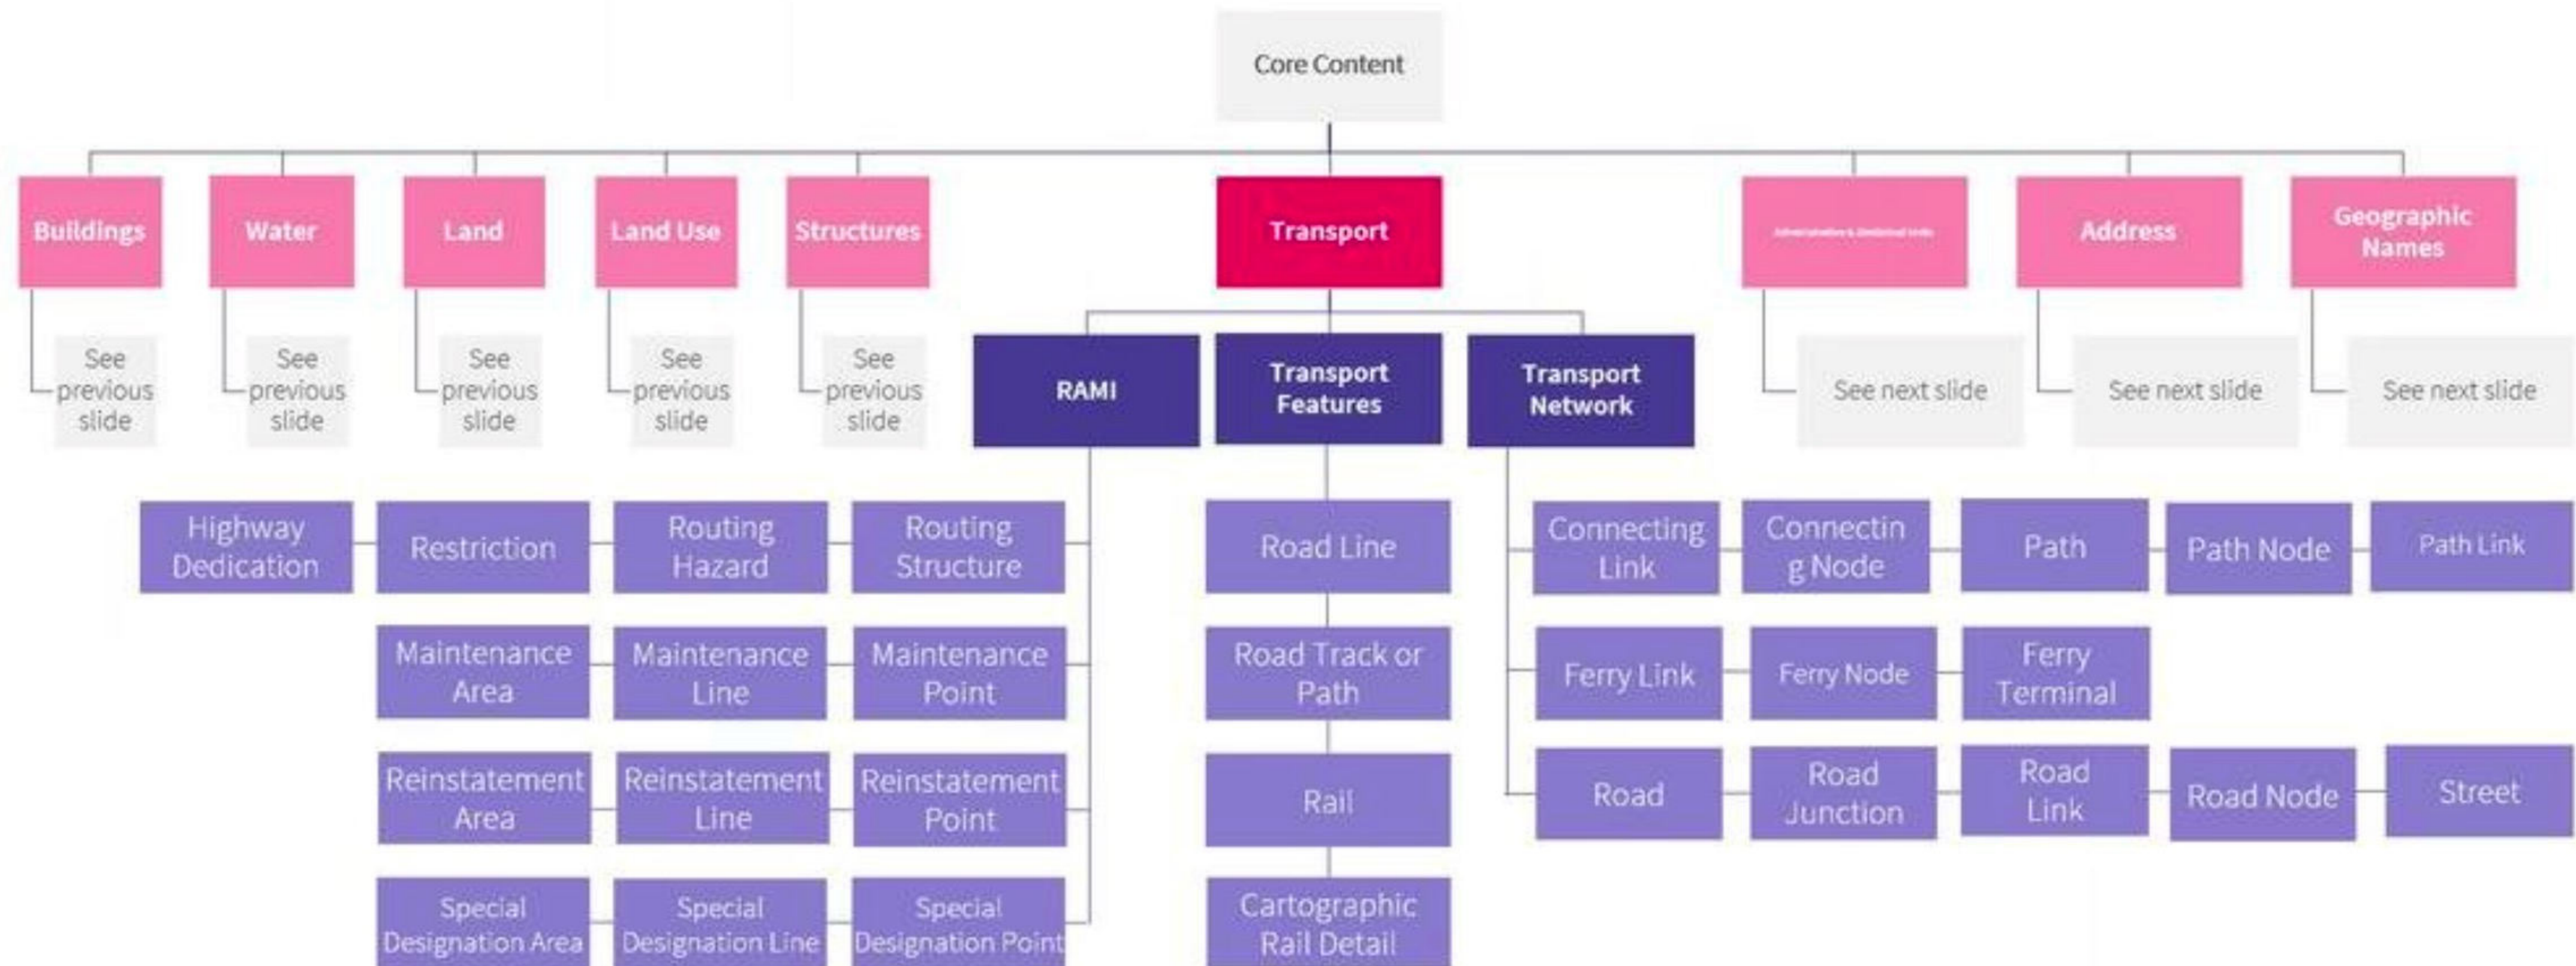 Core Content
Buildings
Water
Land
Land Use
Structures
Transport
Administrative & Statistical Units
Address
Geographic
Names
See
previous
slide
See
previous
slide
See
previous
slide
See
previous
slide
See
previous
slide
RAMI
Transport
Features
Transport
Network
See next slide
See next slide
See next slide
Highway
Dedication
Restriction
Routing
Hazard
Routing
Structure
Road Line
Connecting
Link
Connectin
g Node
Path
Path Node
Path Link
Maintenance
Area
Maintenance
Line
Maintenance
Point
Road Track or
Path
Ferry Link
Ferry Node
Ferry
Terminal
Reinstatement
Area
Reinstatement
Line
Reinstatement
Point
Rail
Road
Road
Junction
Road
Link
Road Node
Street
Special
Designation Area
Special
Designation Line
Special
Designation Point
Cartographic
Rail Detail